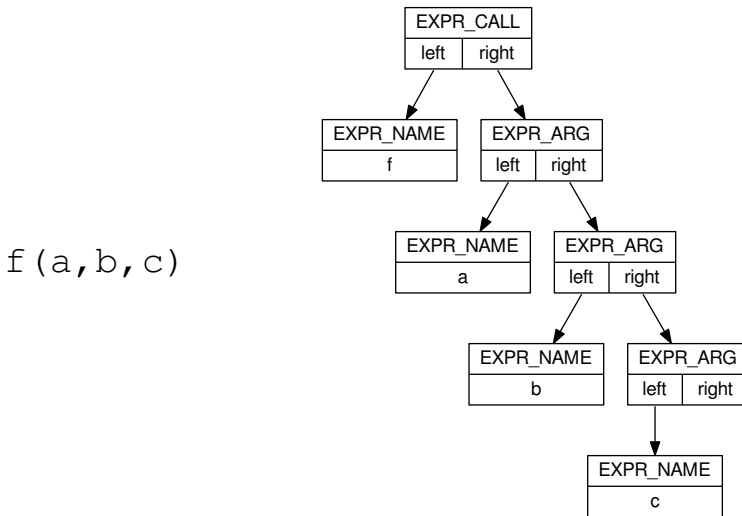 EXPR_CALL
left right
EXPR_NAME
f
EXPR_ARG
left right
f(a,b,c)
EXPR_NAME
a
EXPR_ARG
left right
EXPR_NAME
b
EXPR_ARG
left right
EXPR_NAME
c